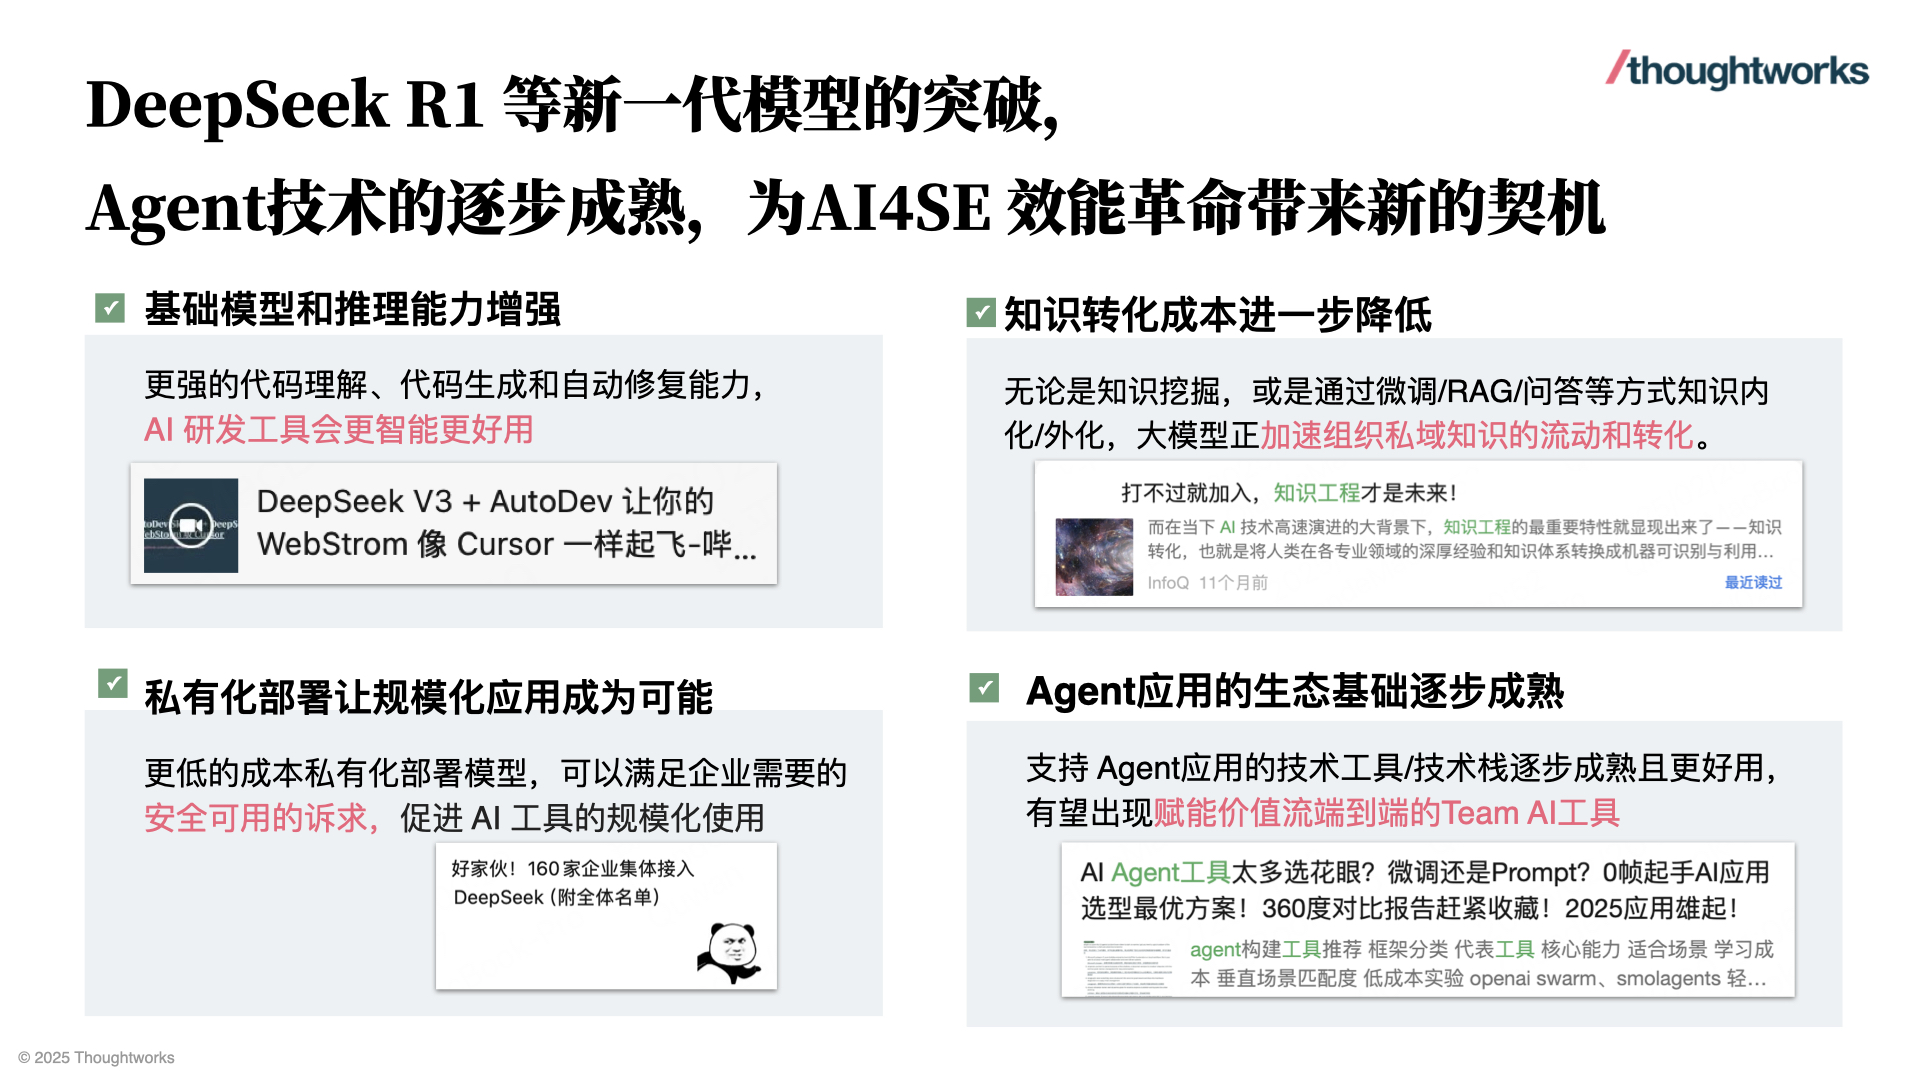 /thoughtworks
DeepSeek R1 等新一代模型的突破，
Agent技术的逐步成熟，为AI4SE 效能革命带来新的契机
基础模型和推理能力增强
更强的代码理解、代码生成和自动修复能力，
AI 研发工具会更智能更好用
DeepSeek V3 + AutoDev 让你的
WebStrom 像 Cursor 一样起飞-哔...
知识转化成本进一步降低
无论是知识挖掘，或是通过微调/RAG/问答等方式知识内
化/外化，大模型正加速组织私域知识的流动和转化。
打不过就加入，知识工程才是未来！
而在当下 AI 技术高速演进的大背景下，知识工程的最重要特性就显现出来了——知识
转化，也就是将人类在各专业领域的深厚经验和知识体系转换成机器可识别与利用...
InfoQ 11个月前
最近读过
私有化部署让规模化应用成为可能
更低的成本私有化部署模型，可以满足企业需要的
安全可用的诉求，促进 AI 工具的规模化使用
好家伙！160家企业集体接入
DeepSeek（附全体名单）
Agent应用的生态基础逐步成熟
支持 Agent应用的技术工具/技术栈逐步成熟且更好用，
有望出现赋能价值流端到端的Team AI工具
AI Agent工具太多选花眼？微调还是Prompt？0帧起手AI应用
选型最优方案！360度对比报告赶紧收藏！2025应用雄起！
agent构建工具推荐 框架分类 代表工具 核心能力 适合场景 学习成
本 垂直场景匹配度 低成本实验 openai swarm、smolagents 轻...
© 2025 Thoughtworks